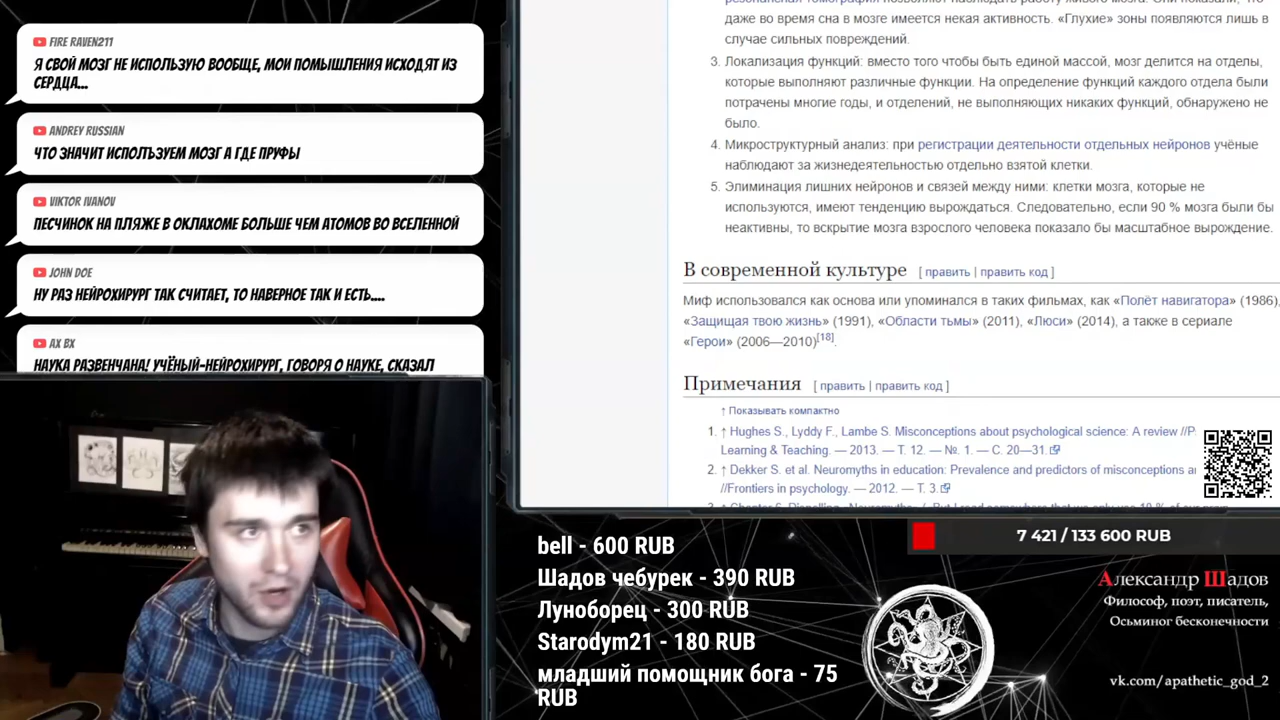 FIRE RAVEN211
Я СВОЙ МОЗГ НЕ ИСПОЛЬЗУЮ ВООБЩЕ, МОИ ПОМЫШЛЕНИЯ ИСХОДЯТ ИЗ
СЕРДЦА...
ANDREY RUSSIAN
ЧТО ЗНАЧИТ ИСПОЛЪЗУЕМ МОЗГ А ГДЕ ПРУФЫ
VIKTOR IVANOV
ПЕСЧИНОК НА ПЛЯЖЕ В ОКЛАХОМЕ БОЛЬШЕ ЧЕМ АТОМОВ ВО ВСЕЛЕННОЙ
JOHN DOE
НУ РАЗ НЕЙРОХИРУРГ ТАК СЧИТАЕТ, ТО НАВЕРНОЕ ТАК И ЕСТЬ....
AX BX
НАУКА РАЗВЕНЧАНА! УЧЁНЫЙ-НЕЙРОХИРУРГ, ГОВОРЯ О НАУКЕ, СКАЗАЛ
даже во время сна в мозге имеется некая активность. «Глухие» зоны появляются лишь в
случае сильных повреждений.
3. Локализация функций: вместо того чтобы быть единой массой, мозг делится на отделы,
которые выполняют различные функции. На определение функций каждого отдела были
потрачены многие годы, и отделений, не выполняющих никаких функций, обнаружено не
было.
4. Микроструктурный анализ: при регистрации деятельности отдельных нейронов учёные
наблюдают за жизнедеятельностью отдельно взятой клетки.
5. Элиминация лишних нейронов и связей между ними: клетки мозга, которые не
используются, имеют тенденцию вырождаться. Следовательно, если 90 % мозга были бы
неактивны, то вскрытие мозга взрослого человека показало бы масштабное вырождение.
В современной культуре [ править | править код ]
Миф использовался как основа или упоминался в таких фильмах, как «Полёт навигатора» (1986),
«Защищая твою жизнь» (1991), «Области тьмы» (2011), «Люси» (2014), а также в сериале
«Герои» (2006—2010)[18].
Примечания [ править | править код ]
↑ Показывать компактно
1. ↑ Hughes S., Lyddy F., Lambe S. Misconceptions about psychological science: A review //P
Learning & Teaching. — 2013. — Т. 12. — №. 1. — С. 20—31.
2. ↑ Dekker S. et al. Neuromyths in education: Prevalence and predictors of misconceptions
//Frontiers in psychology. — 2012. — Т. 3.
bell - 600 RUB
Шадов чебурек - 390 RUB
Луноборец - 300 RUB
Starodym21 - 180 RUB
младший помощник бога - 75
RUB
7 421 / 133 600 RUB
Александр Шадов
Философ, поэт, писатель,
Осьминог бесконечности
vk.com/apathetic_god_2